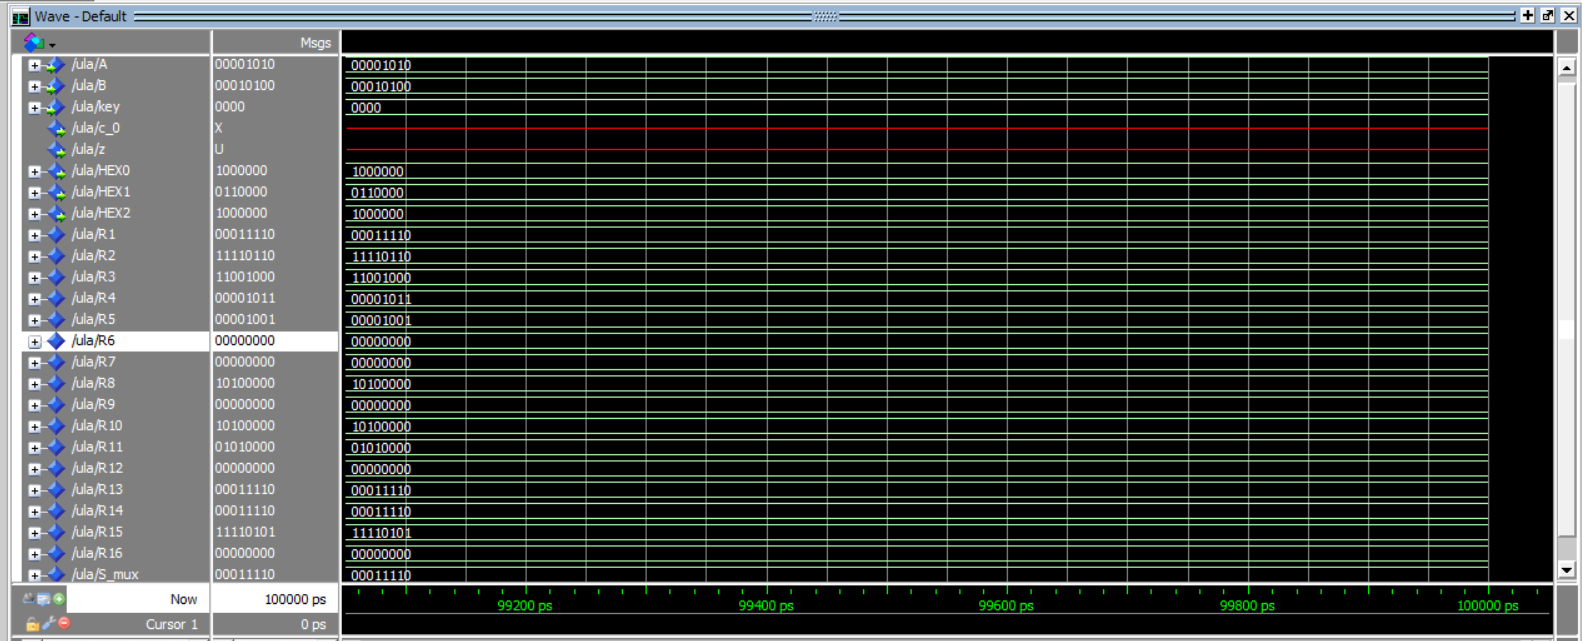 Wave - Default
Msgs
/ula/A 00001010 00001010
/ula/B 00010100 00010100
/ula/key 0000 0000
/ula/c_0 X
/ula/z U
/ula/HEX0 1000000 1000000
/ula/HEX1 0110000 0110000
/ula/HEX2 1000000 1000000
/ula/R1 00011110 00011110
/ula/R2 11110110 11110110
/ula/R3 11001000 11001000
/ula/R4 00001011 00001011
/ula/R5 00001001 00001001
/ula/R6 00000000 00000000
/ula/R7 00000000 00000000
/ula/R8 10100000 10100000
/ula/R9 00000000 00000000
/ula/R10 10100000 10100000
/ula/R11 01010000 01010000
/ula/R12 00000000 00000000
/ula/R13 00011110 00011110
/ula/R14 00011110 00011110
/ula/R15 11110101 11110101
/ula/R16 00000000 00000000
/ula/S_mux 00011110 00011110
Now 100000 ps 99200 ps 99400 ps 99600 ps 99800 ps 100000 ps
Cursor 1 0 ps